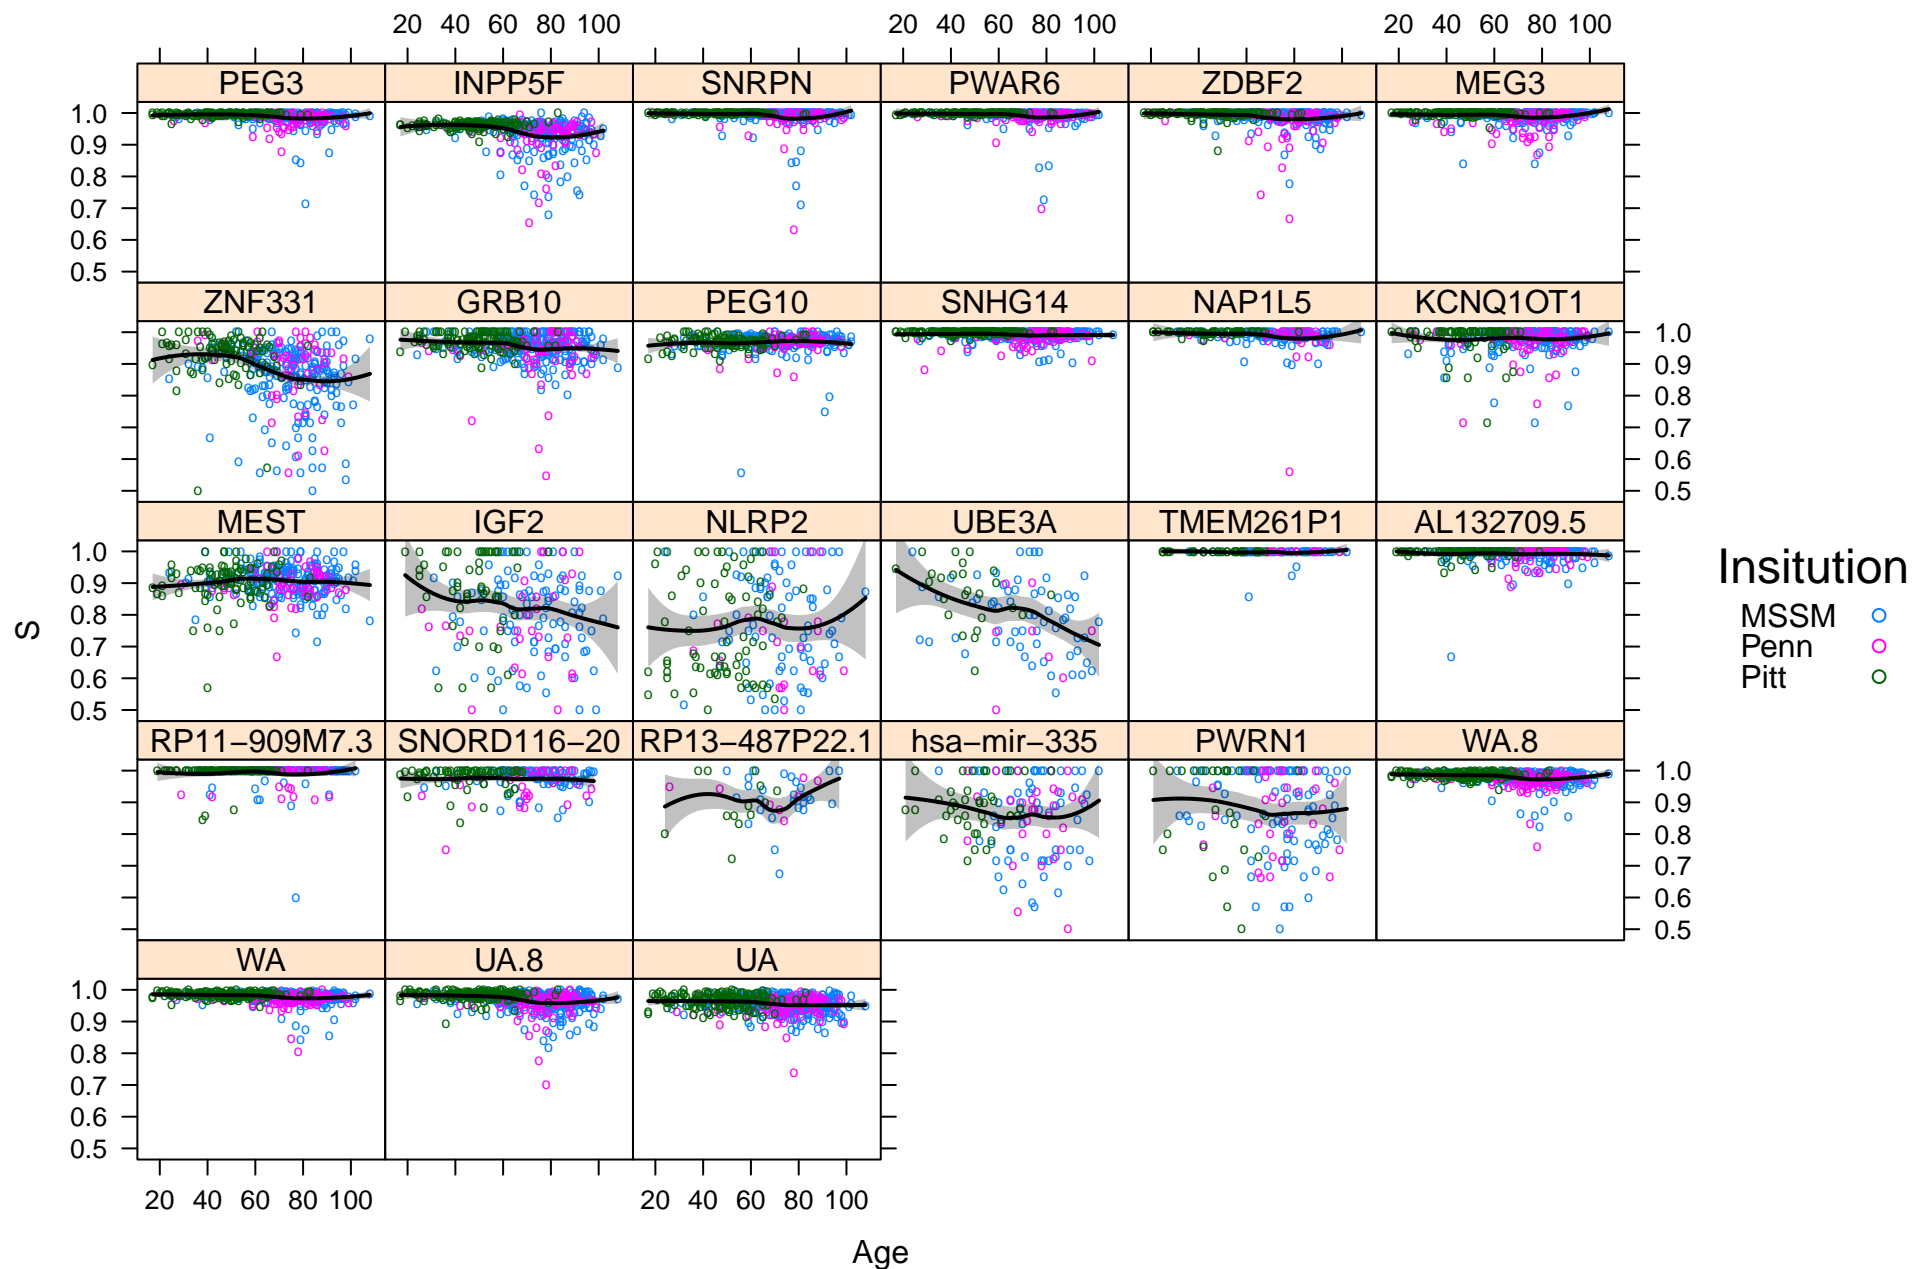 20 40 60 80 100 20 40 60 80 100 20 40 60 80 100
PEG3 INPP5F SNRPN PWAR6 ZDBF2 MEG3
1.0
0.9
0.8
0.7
0.6
0.5
ZNF331 GRB10 PEG10 SNHG14 NAP1L5 KCNQ1OT1
1.0
0.9
0.8
0.7
0.6
0.5
MEST IGF2 NLRP2 UBE3A TMEM261P1 AL132709.5
1.0
0.9
0.8
0.7
0.6
0.5
RP11−909M7.3 SNORD116−20 RP13−487P22.1 hsa−mir−335 PWRN1 WA.8
1.0
0.9
0.8
0.7
0.6
0.5
WA UA.8 UA
1.0
0.9
0.8
0.7
0.6
0.5
20 40 60 80 100 20 40 60 80 100
S
Age
Insitution
MSSM
Penn
Pitt